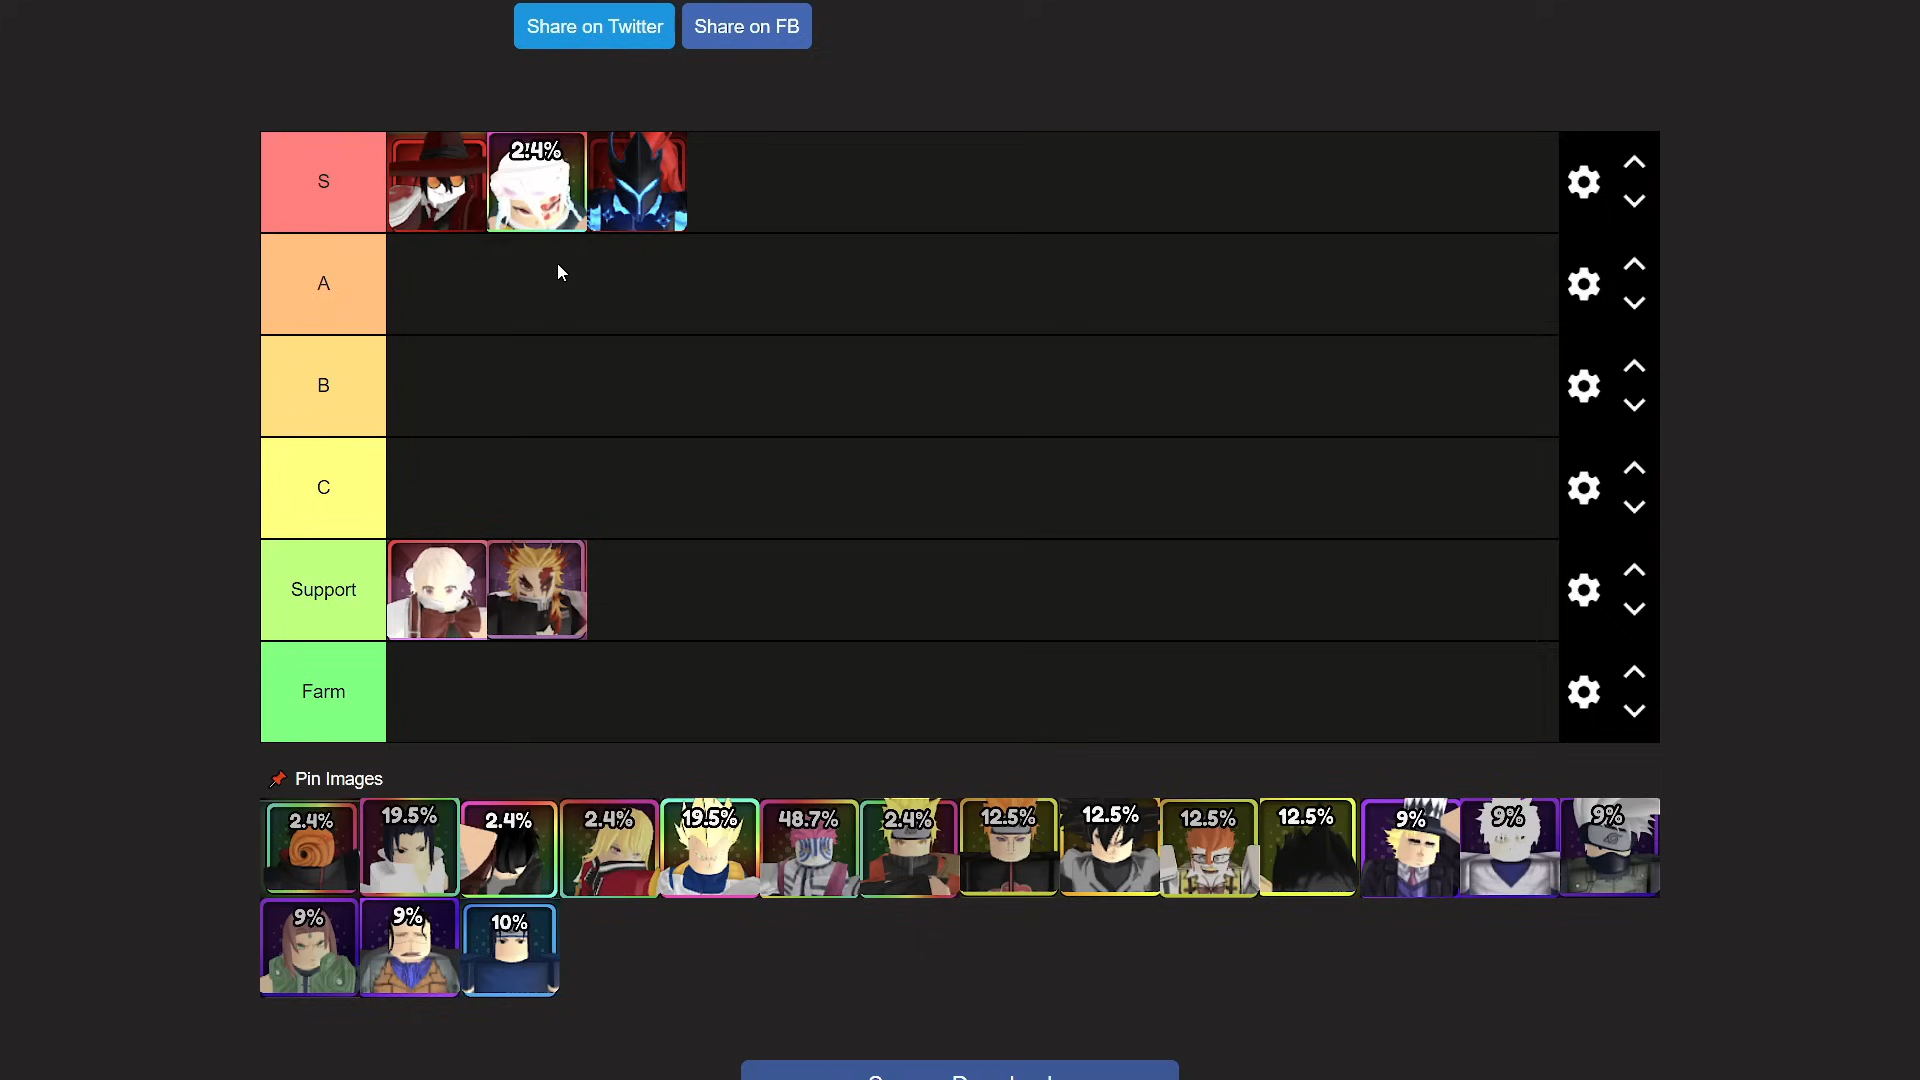 Share on Twitter Share on FB
S
2.4%
A
B
C
Support
Farm
Pin Images
2.4% 19.5% 2.4% 2.4% 19.5% 48.7% 2.4% 12.5% 12.5% 12.5% 12.5% 9% 9% 9%
9% 9% 10%